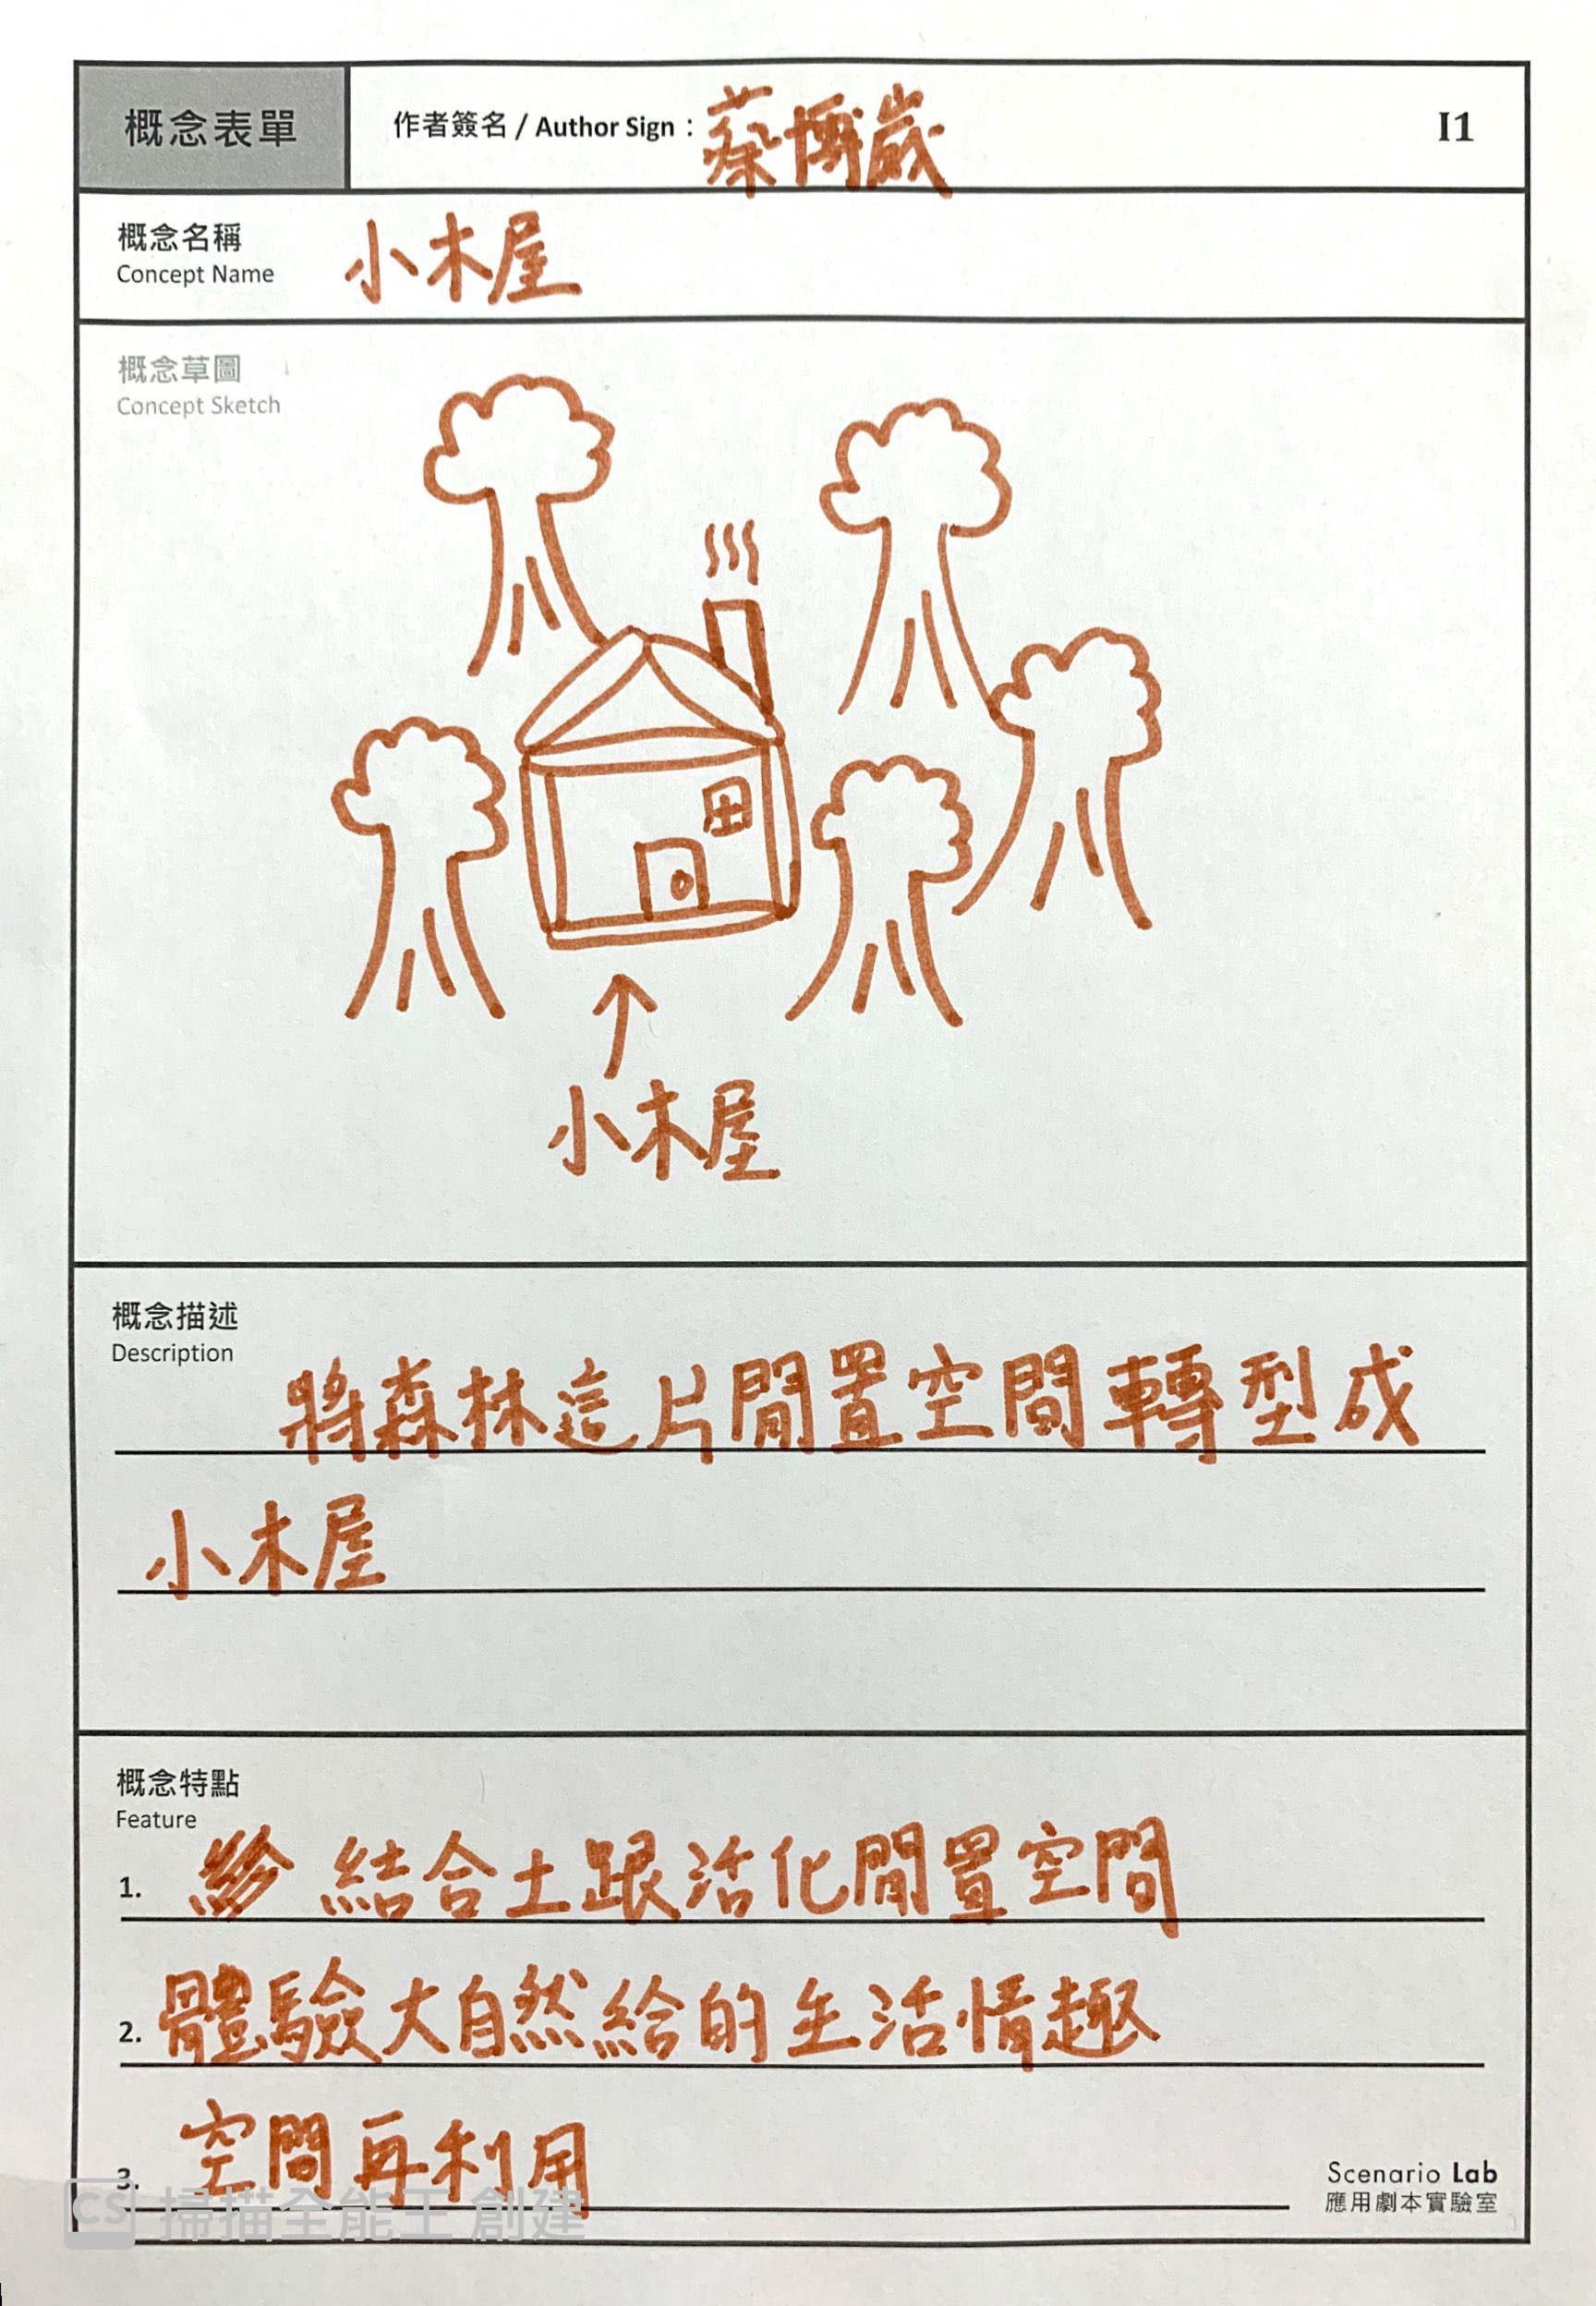 概念表單
作者簽名 / Author Sign：蔡博崴
I1
概念名稱
Concept Name
小木屋
概念草圖
Concept Sketch
小木屋
概念描述
Description
將森林這片閒置空間轉型成
小木屋
概念特點
Feature
1. 結合土跟活化閒置空間
2. 體驗大自然給的生活情趣
3. 空間再利用
Scenario Lab
應用劇本實驗室
CS 掃描全能王 創建